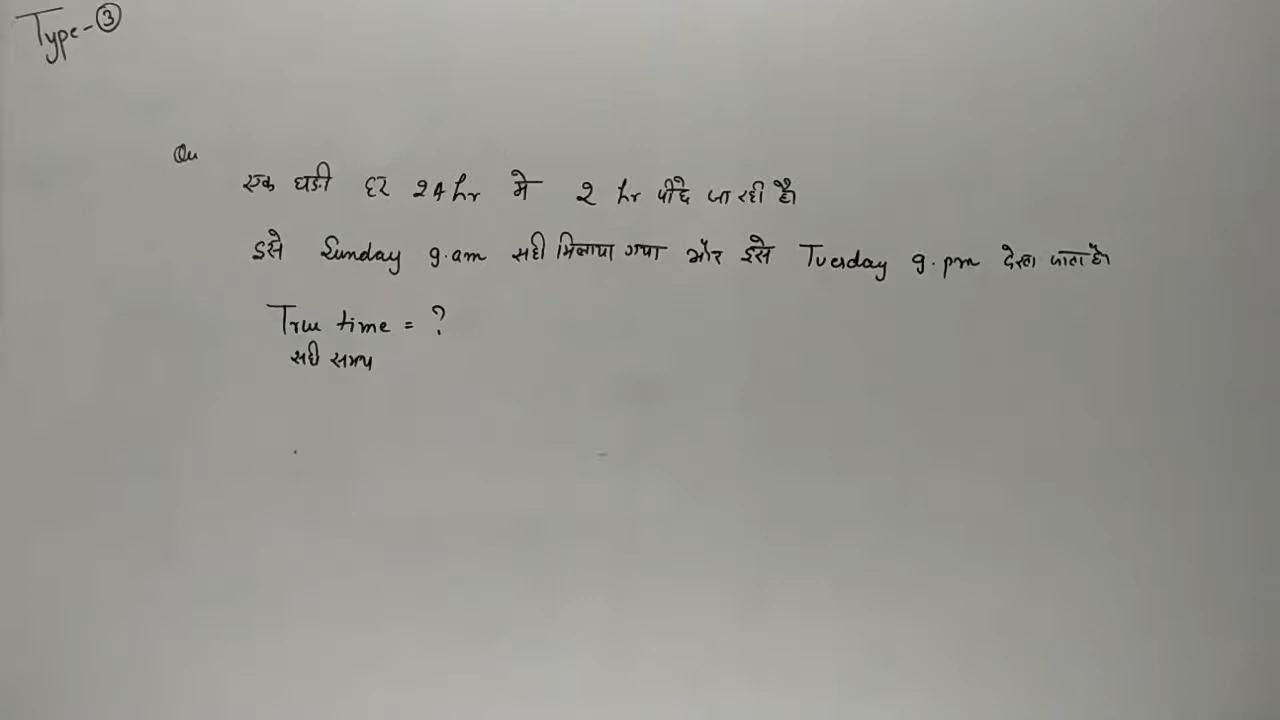 Type-③
Qu
एक घड़ी हर 24 hr मे 2 hr पीछे जा रही है।
इसे Sunday 9.am सही मिलाया गया और इसे Tuesday 9.pm देखा जाता है।
True time = ?
सही समय